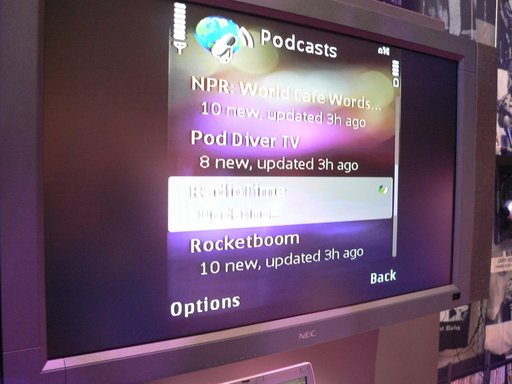 Podcasts
NPR: World Cafe Words...
10 new, updated 3h ago
Pod Diver TV
8 new, updated 3h ago
Rocketboom
10 new, updated 3h ago
Options
Back
NEC